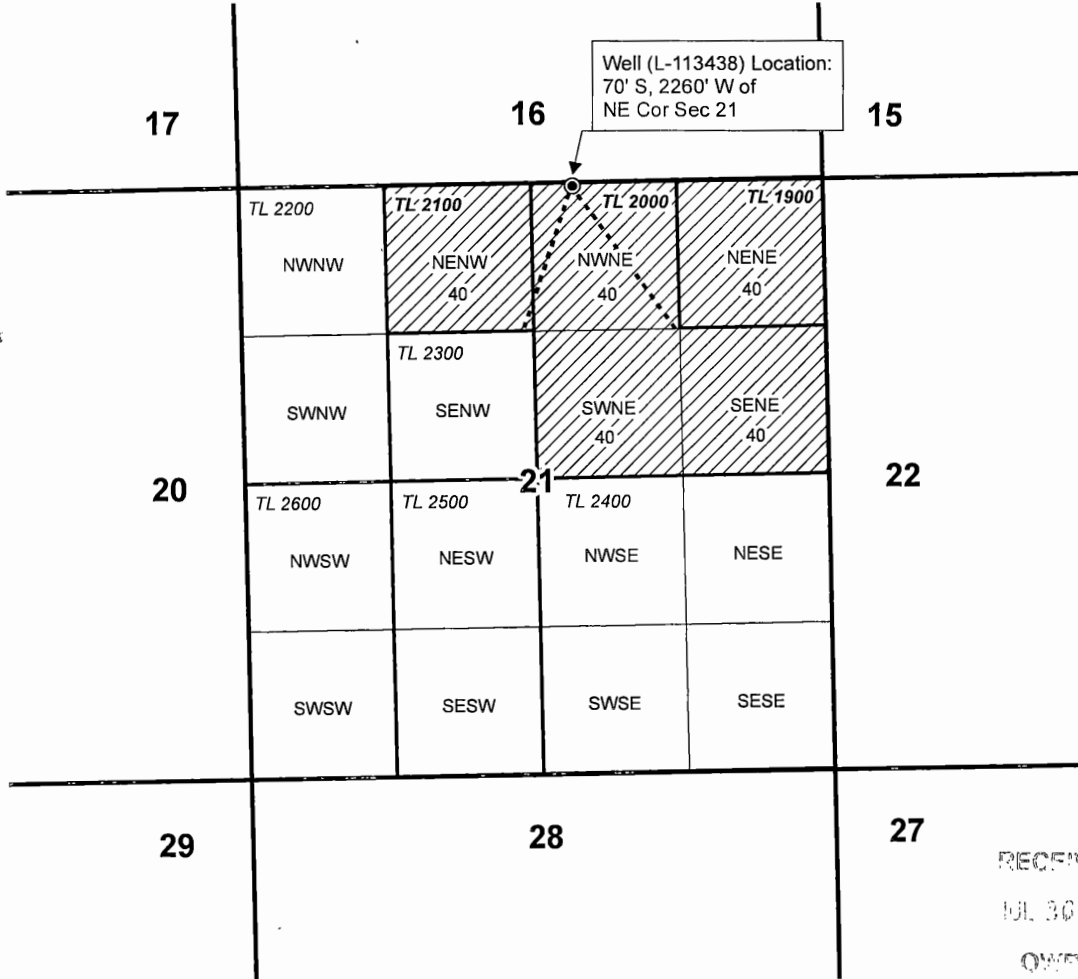 Well (L-113438) Location:
70' S, 2260' W of
NE Cor Sec 21
17
16
15
TL 2200
TL 2100
TL 2000
TL 1900
NWNW
NENW
NWNE
NENE
40
40
40
TL 2300
SWNW
SENW
SWNE
SENE
40
40
20
21
22
TL 2600
TL 2500
TL 2400
NWSW
NESW
NWSE
NESE
SWSW
SESW
SWSE
SESE
29
28
27